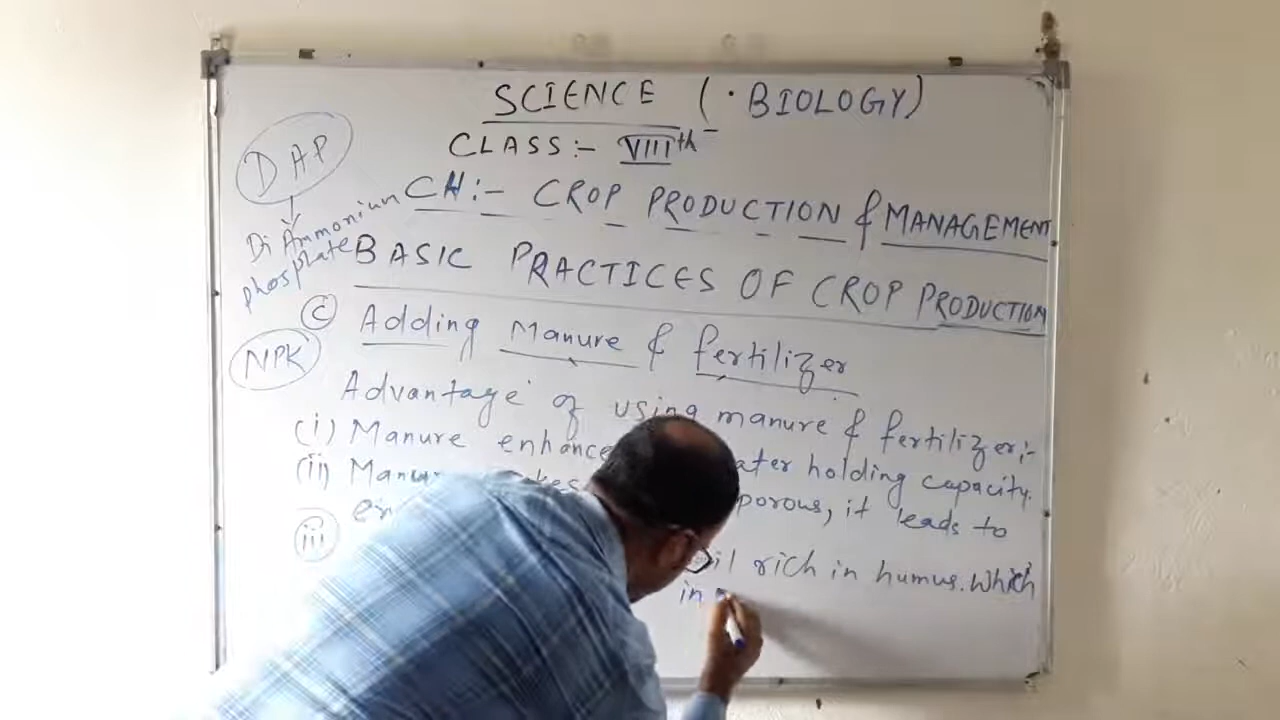 SCIENCE (. BIOLOGY)
CLASS:- VIIIth
DAP
Di Ammonium
phosphate
CH:- CROP PRODUCTION & MANAGEMENT
BASIC PRACTICES OF CROP PRODUCTION
(C) Adding Manure & fertilizer
NPK
Advantage of using manure & fertilizer:-
(i) Manure enhance holding capacity.
(ii) porous, it leads to
(iii) rich in humus. Which
in